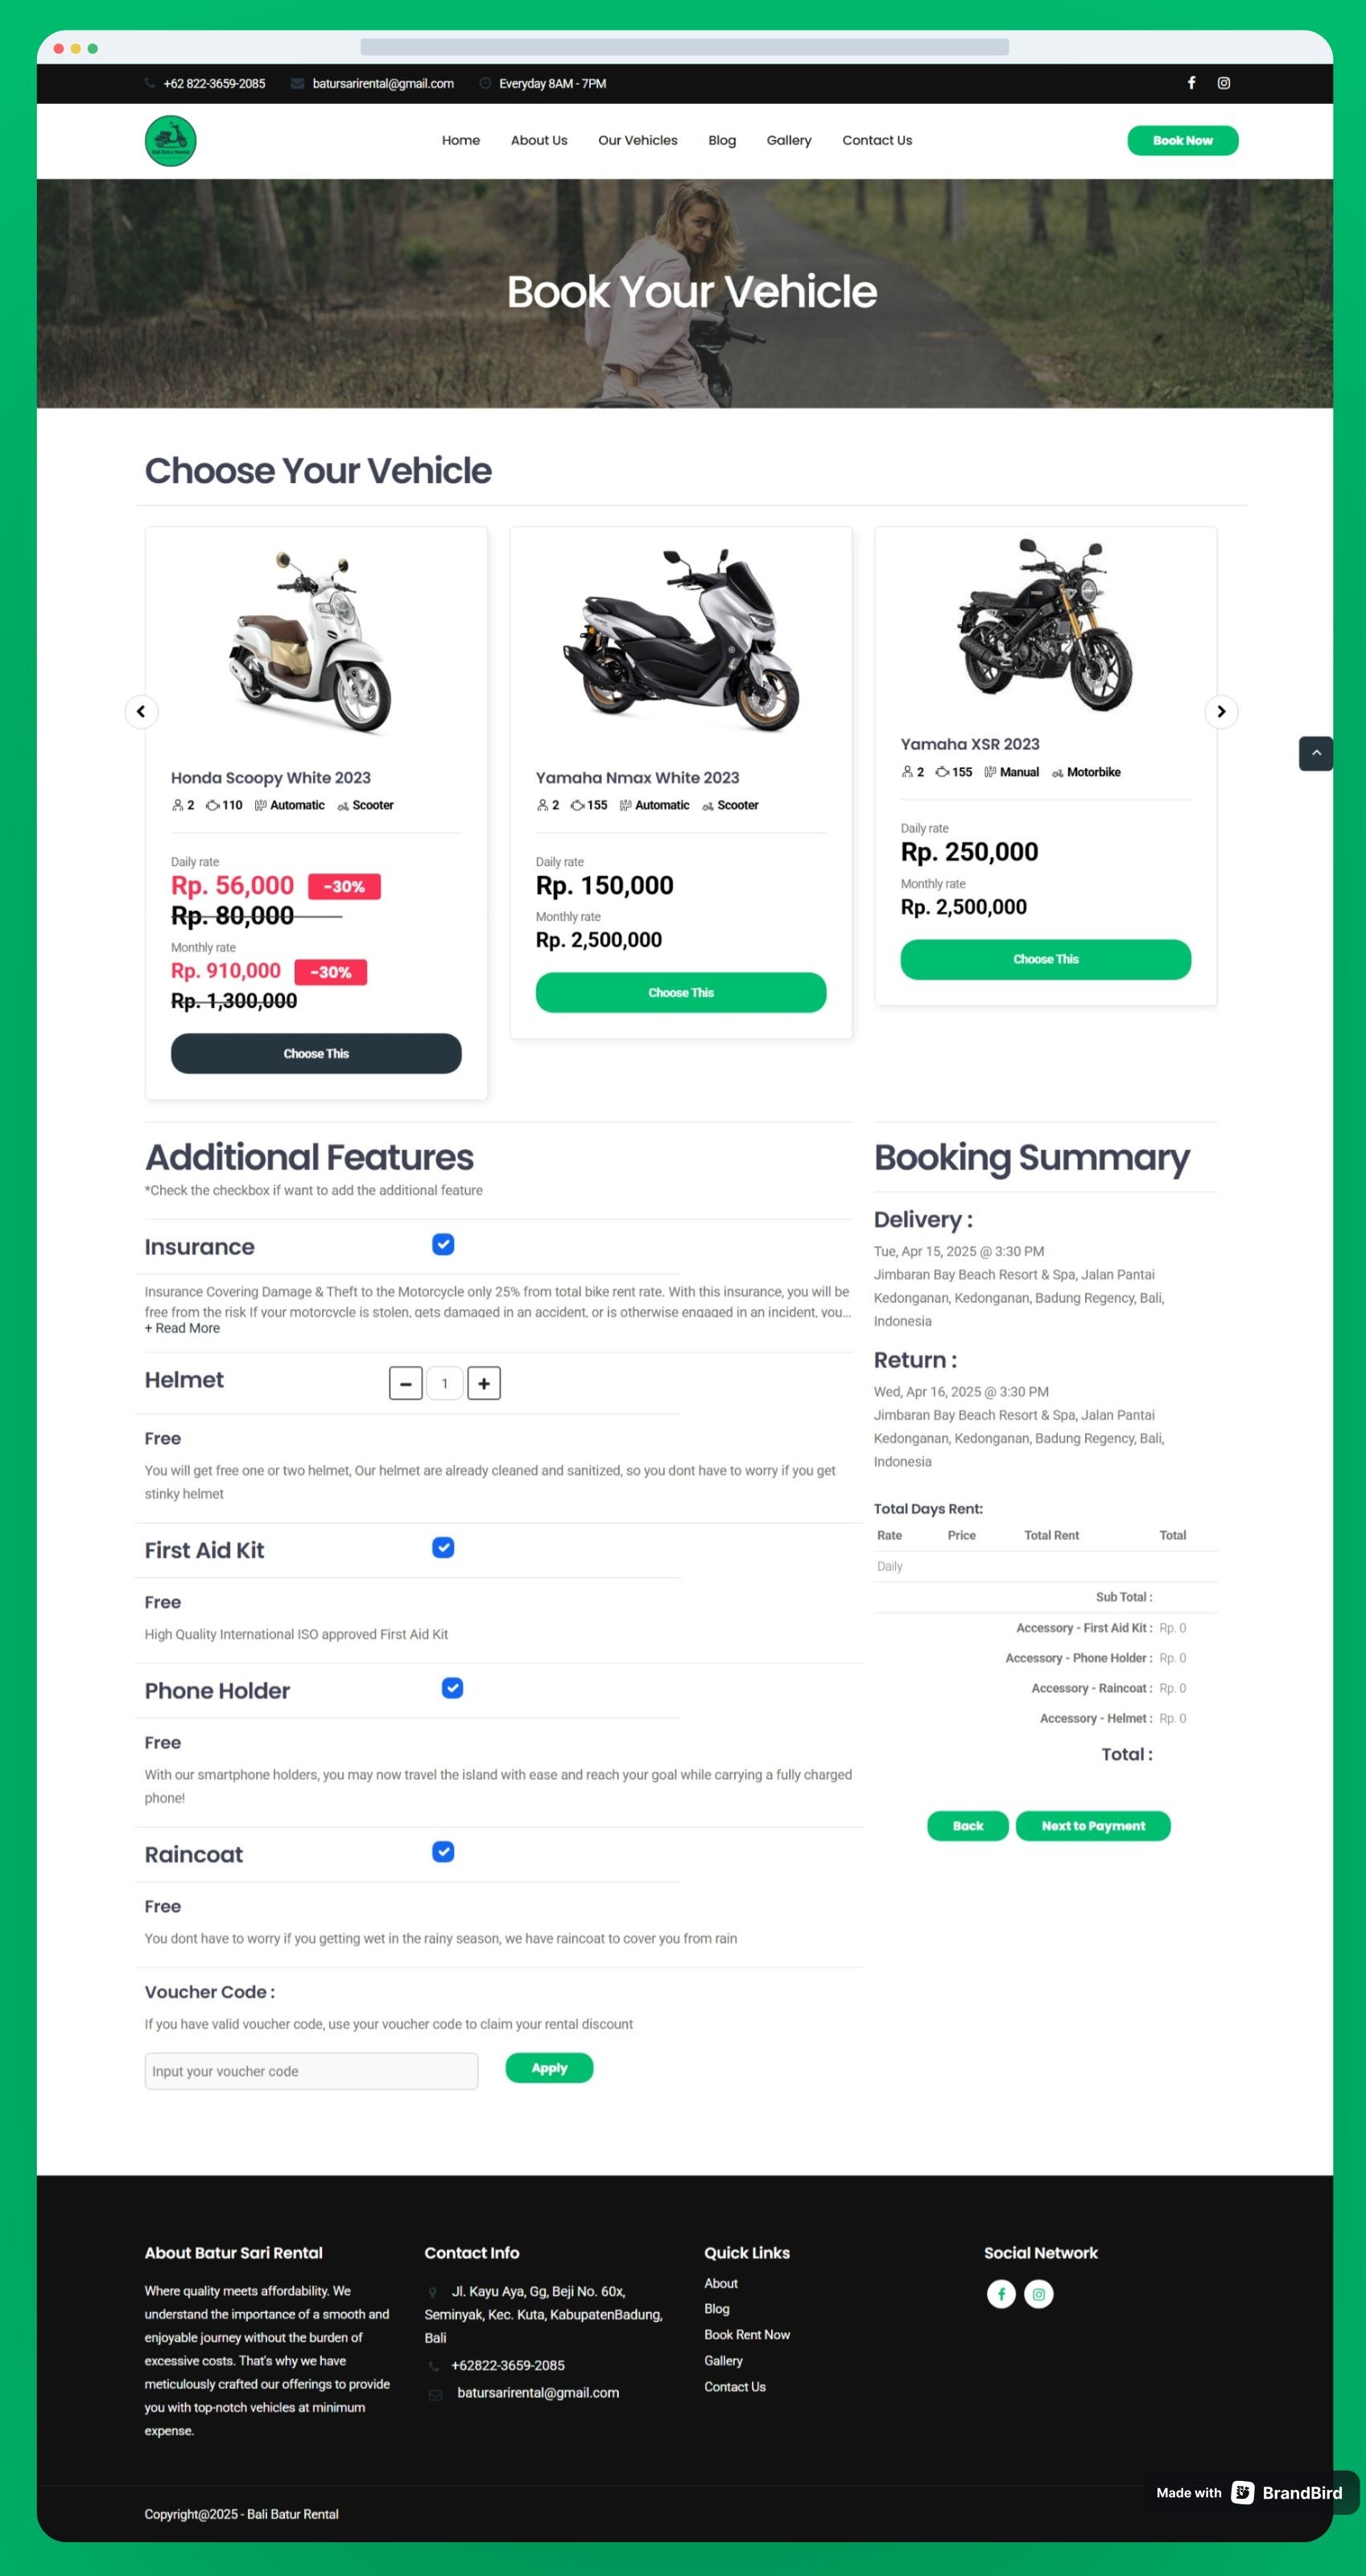 +62 822-3659-2085 batursarirental@gmail.com Everyday 8AM - 7PM
Bali Batur Rental
Home About Us Our Vehicles Blog Gallery Contact Us Book Now
Book Your Vehicle
Choose Your Vehicle
Honda Scoopy White 2023
2 110 Automatic Scooter
Daily rate
Rp. 56,000 -30%
Rp. 80,000
Monthly rate
Rp. 910,000 -30%
Rp. 1,300,000
Choose This
Yamaha Nmax White 2023
2 155 Automatic Scooter
Daily rate
Rp. 150,000
Monthly rate
Rp. 2,500,000
Choose This
Yamaha XSR 2023
2 155 Manual Motorbike
Daily rate
Rp. 250,000
Monthly rate
Rp. 2,500,000
Choose This
Additional Features
*Check the checkbox if want to add the additional feature
Insurance
Insurance Covering Damage & Theft to the Motorcycle only 25% from total bike rent rate. With this insurance, you will be
free from the risk If your motorcycle is stolen, gets damaged in an accident, or is otherwise engaged in an incident, you...
+ Read More
Helmet
1
Free
You will get free one or two helmet, Our helmet are already cleaned and sanitized, so you dont have to worry if you get
stinky helmet
First Aid Kit
Free
High Quality International ISO approved First Aid Kit
Phone Holder
Free
With our smartphone holders, you may now travel the island with ease and reach your goal while carrying a fully charged
phone!
Raincoat
Free
You dont have to worry if you getting wet in the rainy season, we have raincoat to cover you from rain
Voucher Code :
If you have valid voucher code, use your voucher code to claim your rental discount
Input your voucher code
Apply
Booking Summary
Delivery :
Tue, Apr 15, 2025 @ 3:30 PM
Jimbaran Bay Beach Resort & Spa, Jalan Pantai
Kedonganan, Kedonganan, Badung Regency, Bali,
Indonesia
Return :
Wed, Apr 16, 2025 @ 3:30 PM
Jimbaran Bay Beach Resort & Spa, Jalan Pantai
Kedonganan, Kedonganan, Badung Regency, Bali,
Indonesia
Total Days Rent:
Rate Price Total Rent Total
Daily
Sub Total :
Accessory - First Aid Kit : Rp. 0
Accessory - Phone Holder : Rp. 0
Accessory - Raincoat : Rp. 0
Accessory - Helmet : Rp. 0
Total :
Back Next to Payment
About Batur Sari Rental
Where quality meets affordability. We
understand the importance of a smooth and
enjoyable journey without the burden of
excessive costs. That's why we have
meticulously crafted our offerings to provide
you with top-notch vehicles at minimum
expense.
Contact Info
Jl. Kayu Aya, Gg, Beji No. 60x,
Seminyak, Kec. Kuta, KabupatenBadung,
Bali
+62822-3659-2085
batursarirental@gmail.com
Quick Links
About
Blog
Book Rent Now
Gallery
Contact Us
Social Network
Copyright@2025 - Bali Batur Rental
Made with BrandBird